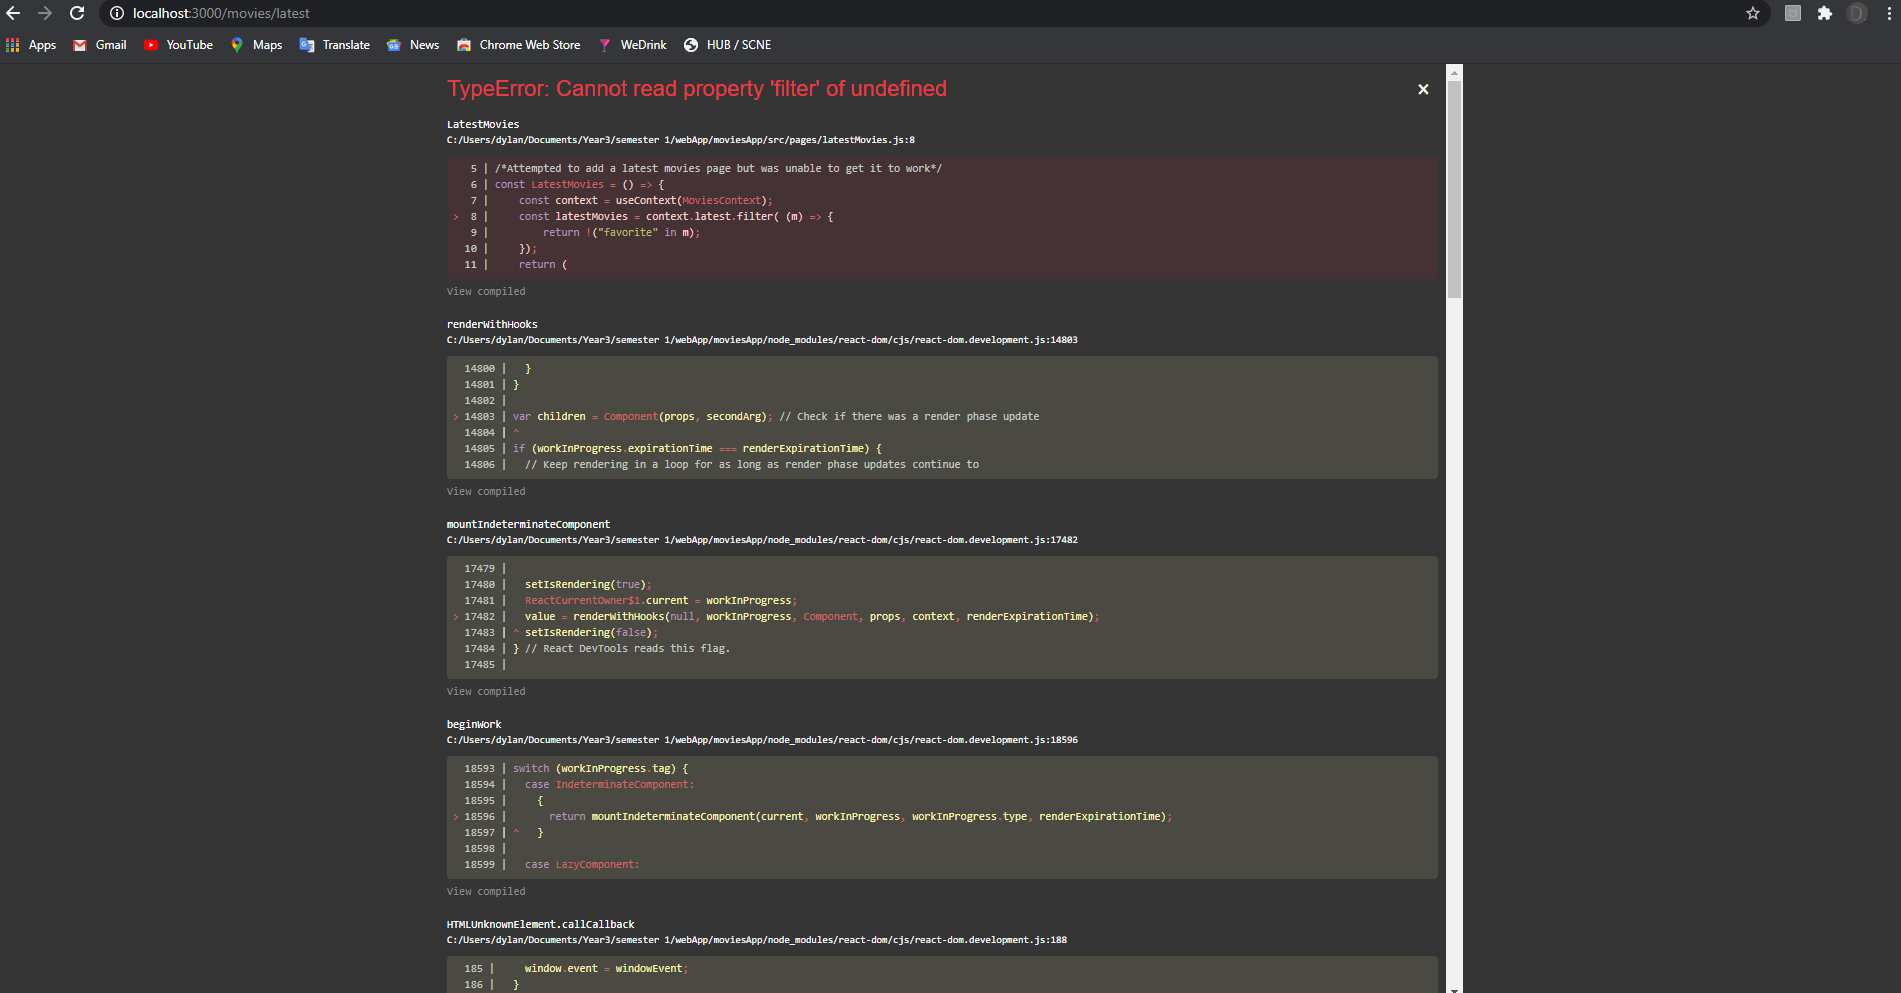 localhost:3000/movies/latest
Apps Gmail YouTube Maps Translate News Chrome Web Store WeDrink HUB / SCNE
TypeError: Cannot read property 'filter' of undefined ×
LatestMovies
C:/Users/dylan/Documents/Year3/semester 1/webApp/moviesApp/src/pages/latestMovies.js:8
5 | /*Attempted to add a latest movies page but was unable to get it to work*/
6 | const LatestMovies = () => {
7 |     const context = useContext(MoviesContext);
> 8 |     const latestMovies = context.latest.filter( (m) => {
9 |         return !("favorite" in m);
10 |     });
11 |     return (
View compiled
renderWithHooks
C:/Users/dylan/Documents/Year3/semester 1/webApp/moviesApp/node_modules/react-dom/cjs/react-dom.development.js:14803
14800 |   }
14801 | }
14802 |
> 14803 | var children = Component(props, secondArg); // Check if there was a render phase update
14804 | ^
14805 | if (workInProgress.expirationTime === renderExpirationTime) {
14806 |   // Keep rendering in a loop for as long as render phase updates continue to
View compiled
mountIndeterminateComponent
C:/Users/dylan/Documents/Year3/semester 1/webApp/moviesApp/node_modules/react-dom/cjs/react-dom.development.js:17482
17479 |
17480 |   setIsRendering(true);
17481 |   ReactCurrentOwner$1.current = workInProgress;
> 17482 |   value = renderWithHooks(null, workInProgress, Component, props, context, renderExpirationTime);
17483 | ^ setIsRendering(false);
17484 | } // React DevTools reads this flag.
17485 |
View compiled
beginWork
C:/Users/dylan/Documents/Year3/semester 1/webApp/moviesApp/node_modules/react-dom/cjs/react-dom.development.js:18596
18593 | switch (workInProgress.tag) {
18594 |   case IndeterminateComponent:
18595 |     {
> 18596 |       return mountIndeterminateComponent(current, workInProgress, workInProgress.type, renderExpirationTime);
18597 | ^   }
18598 |
18599 |   case LazyComponent:
View compiled
HTMLUnknownElement.callCallback
C:/Users/dylan/Documents/Year3/semester 1/webApp/moviesApp/node_modules/react-dom/cjs/react-dom.development.js:188
185 |     window.event = windowEvent;
186 |   }